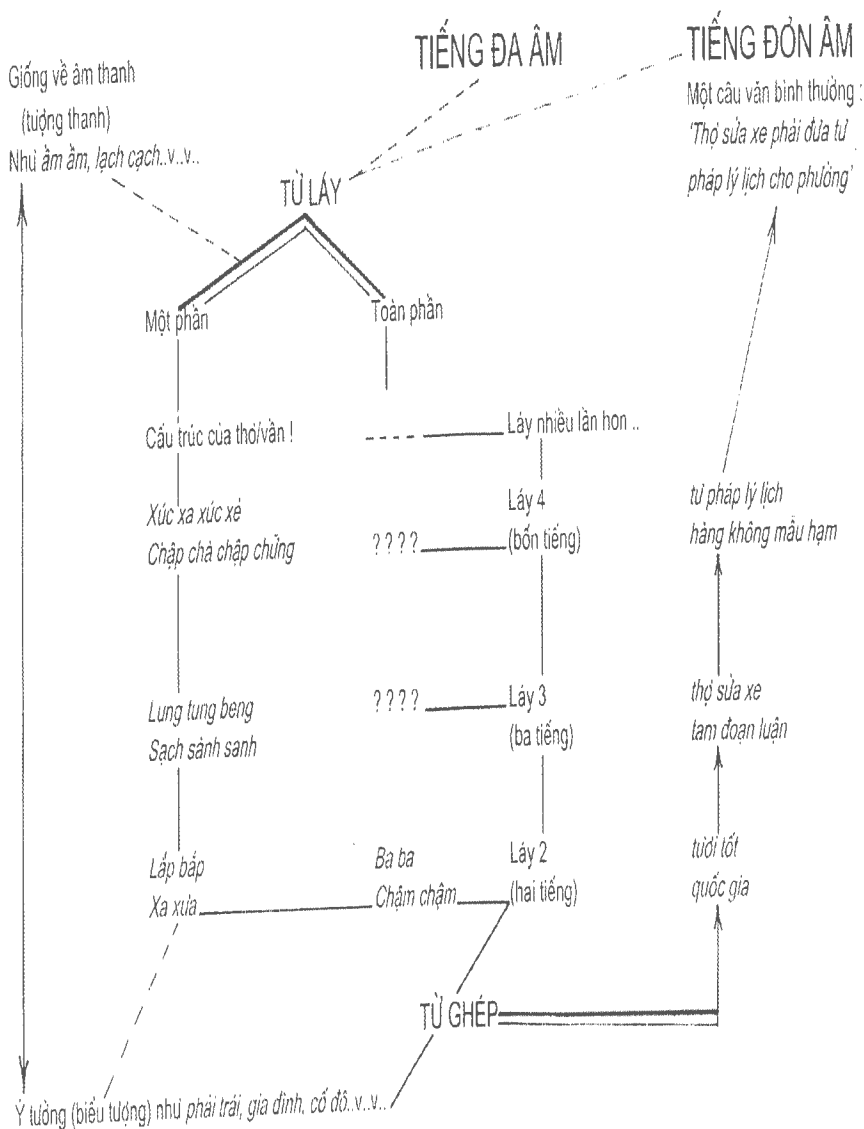 Giống về âm thanh
(tượng thanh)
Như ầm ầm, lạch cạch..v..v..
TIẾNG ĐA ÂM
TIẾNG ĐỎN ÂM
Một câu văn bình thường :
'Thợ sửa xe phải đưa tư
pháp lý lịch cho phường'
TỪ LÁY
Một phần
Toàn phần
Cấu trúc của thơ/vần !
Láy nhiều lần hơn ..
Xúc xa xúc xẻ
Chập chà chập chững
? ? ? ?
Láy 4
(bốn tiếng)
tư pháp lý lịch
hàng không mẫu hạm
Lung tung beng
Sạch sành sanh
? ? ? ?
Láy 3
(ba tiếng)
thợ sửa xe
tam đoạn luận
Lắp bắp
Xa xưa
Ba ba
Chậm chậm
Láy 2
(hai tiếng)
tươi tốt
quốc gia
TỪ GHÉP
Ý tưởng (biểu tượng) như phải trái, gia đình, cố đô..v.v..